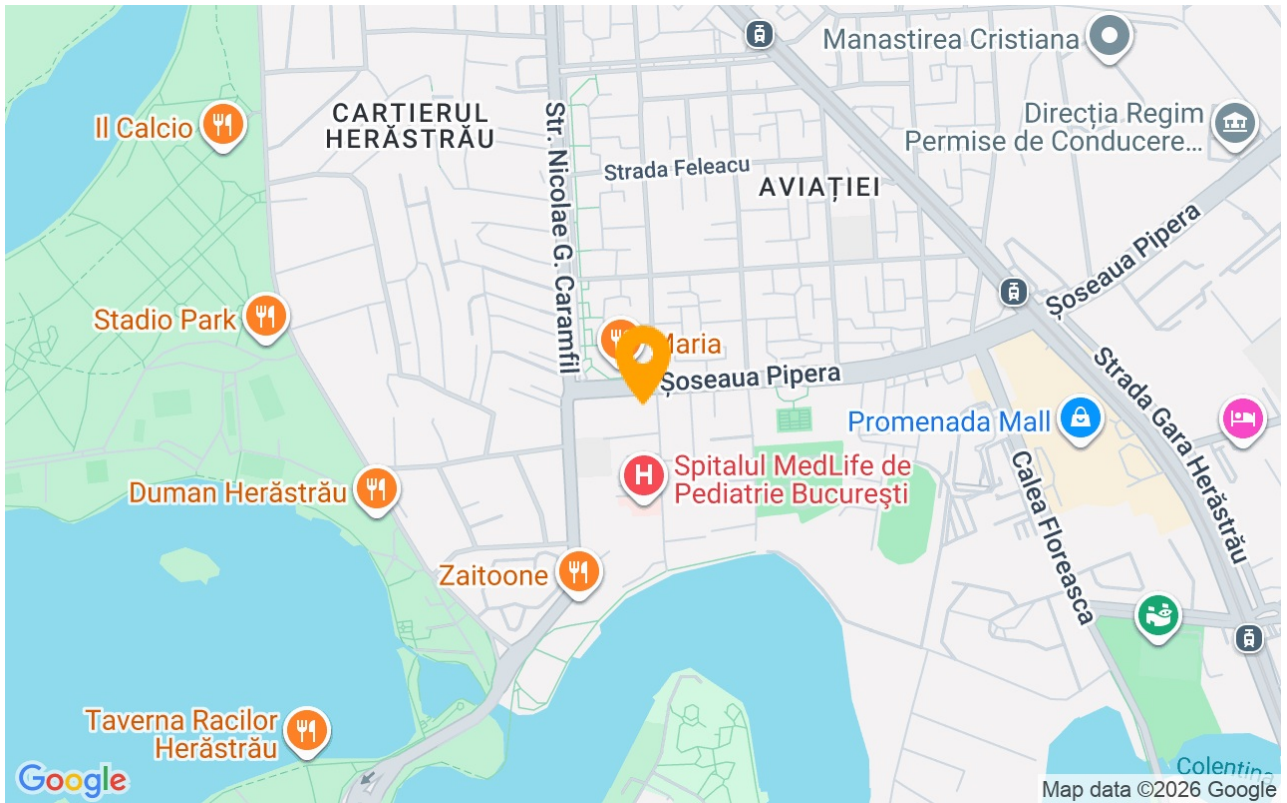 Manastirea Cristiana
Il Calcio
CARTIERUL
HERĂSTRĂU
Str. Nicolae G. Caramfil
Direcția Regim
Permise de Conducere...
Strada Feleacu
AVIAȚIEI
Șoseaua Pipera
Stadio Park
Maria
Șoseaua Pipera
Strada Gara Herăstrău
Promenada Mall
Calea Floreasca
H
Spitalul MedLife de
Pediatrie Bucureşti
Duman Herăstrău
Zaitoone
Taverna Racilor
Herăstrău
Colentina
Google
Map data ©2026 Google